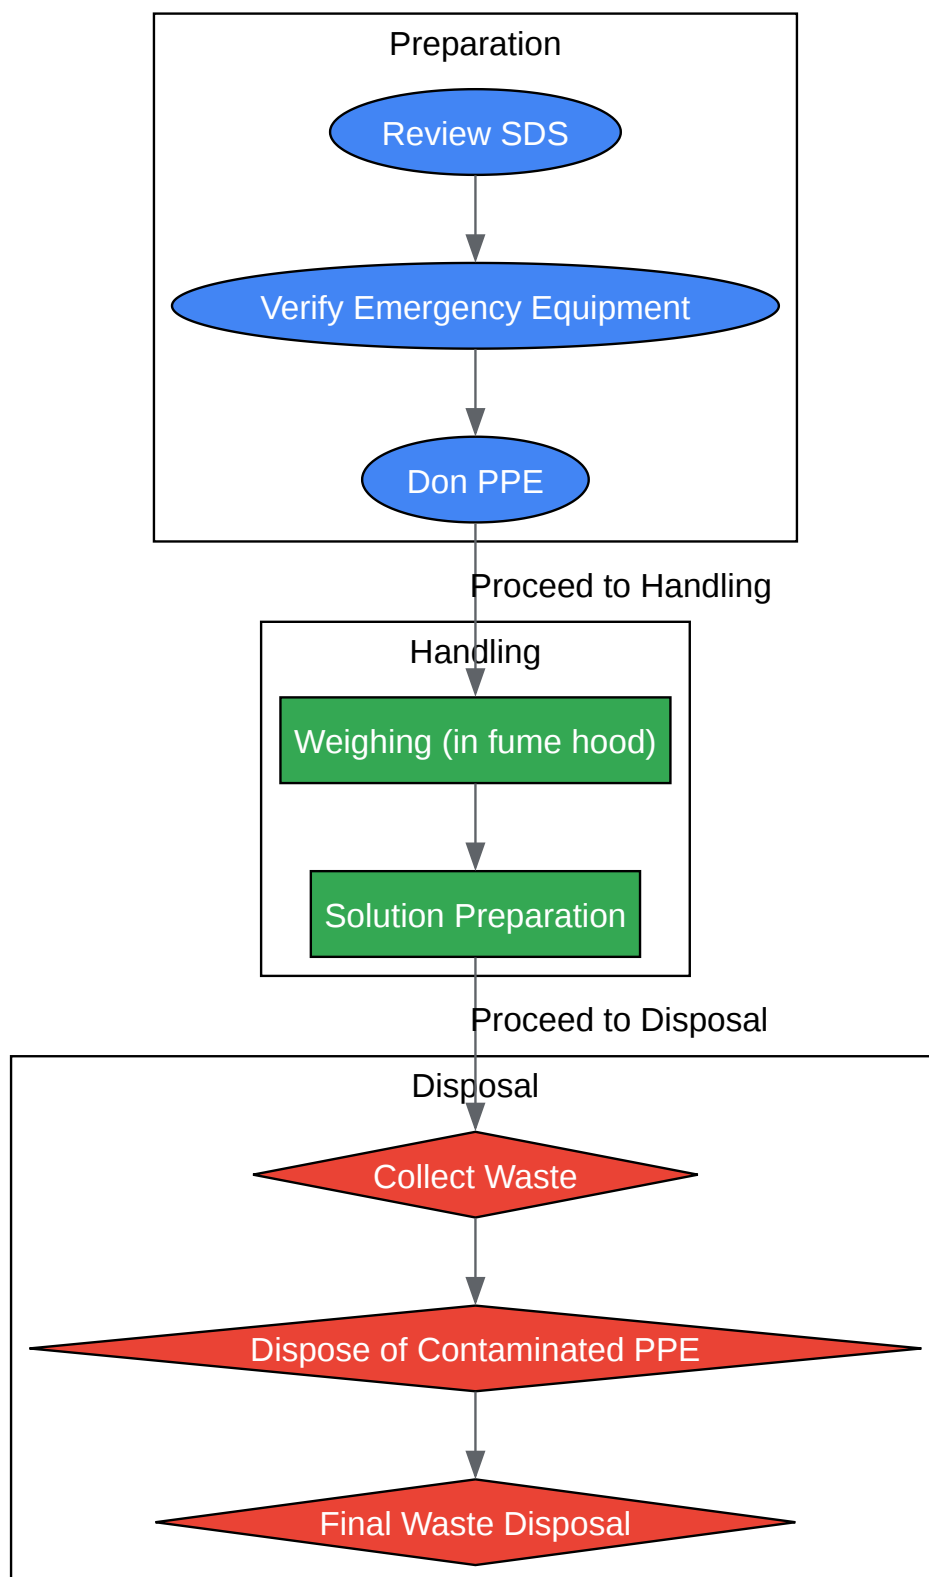 Preparation
Review SDS
Verify Emergency Equipment
Don PPE
Proceed to Handling
Handling
Weighing (in fume hood)
Solution Preparation
Proceed to Disposal
Disposal
Collect Waste
Dispose of Contaminated PPE
Final Waste Disposal